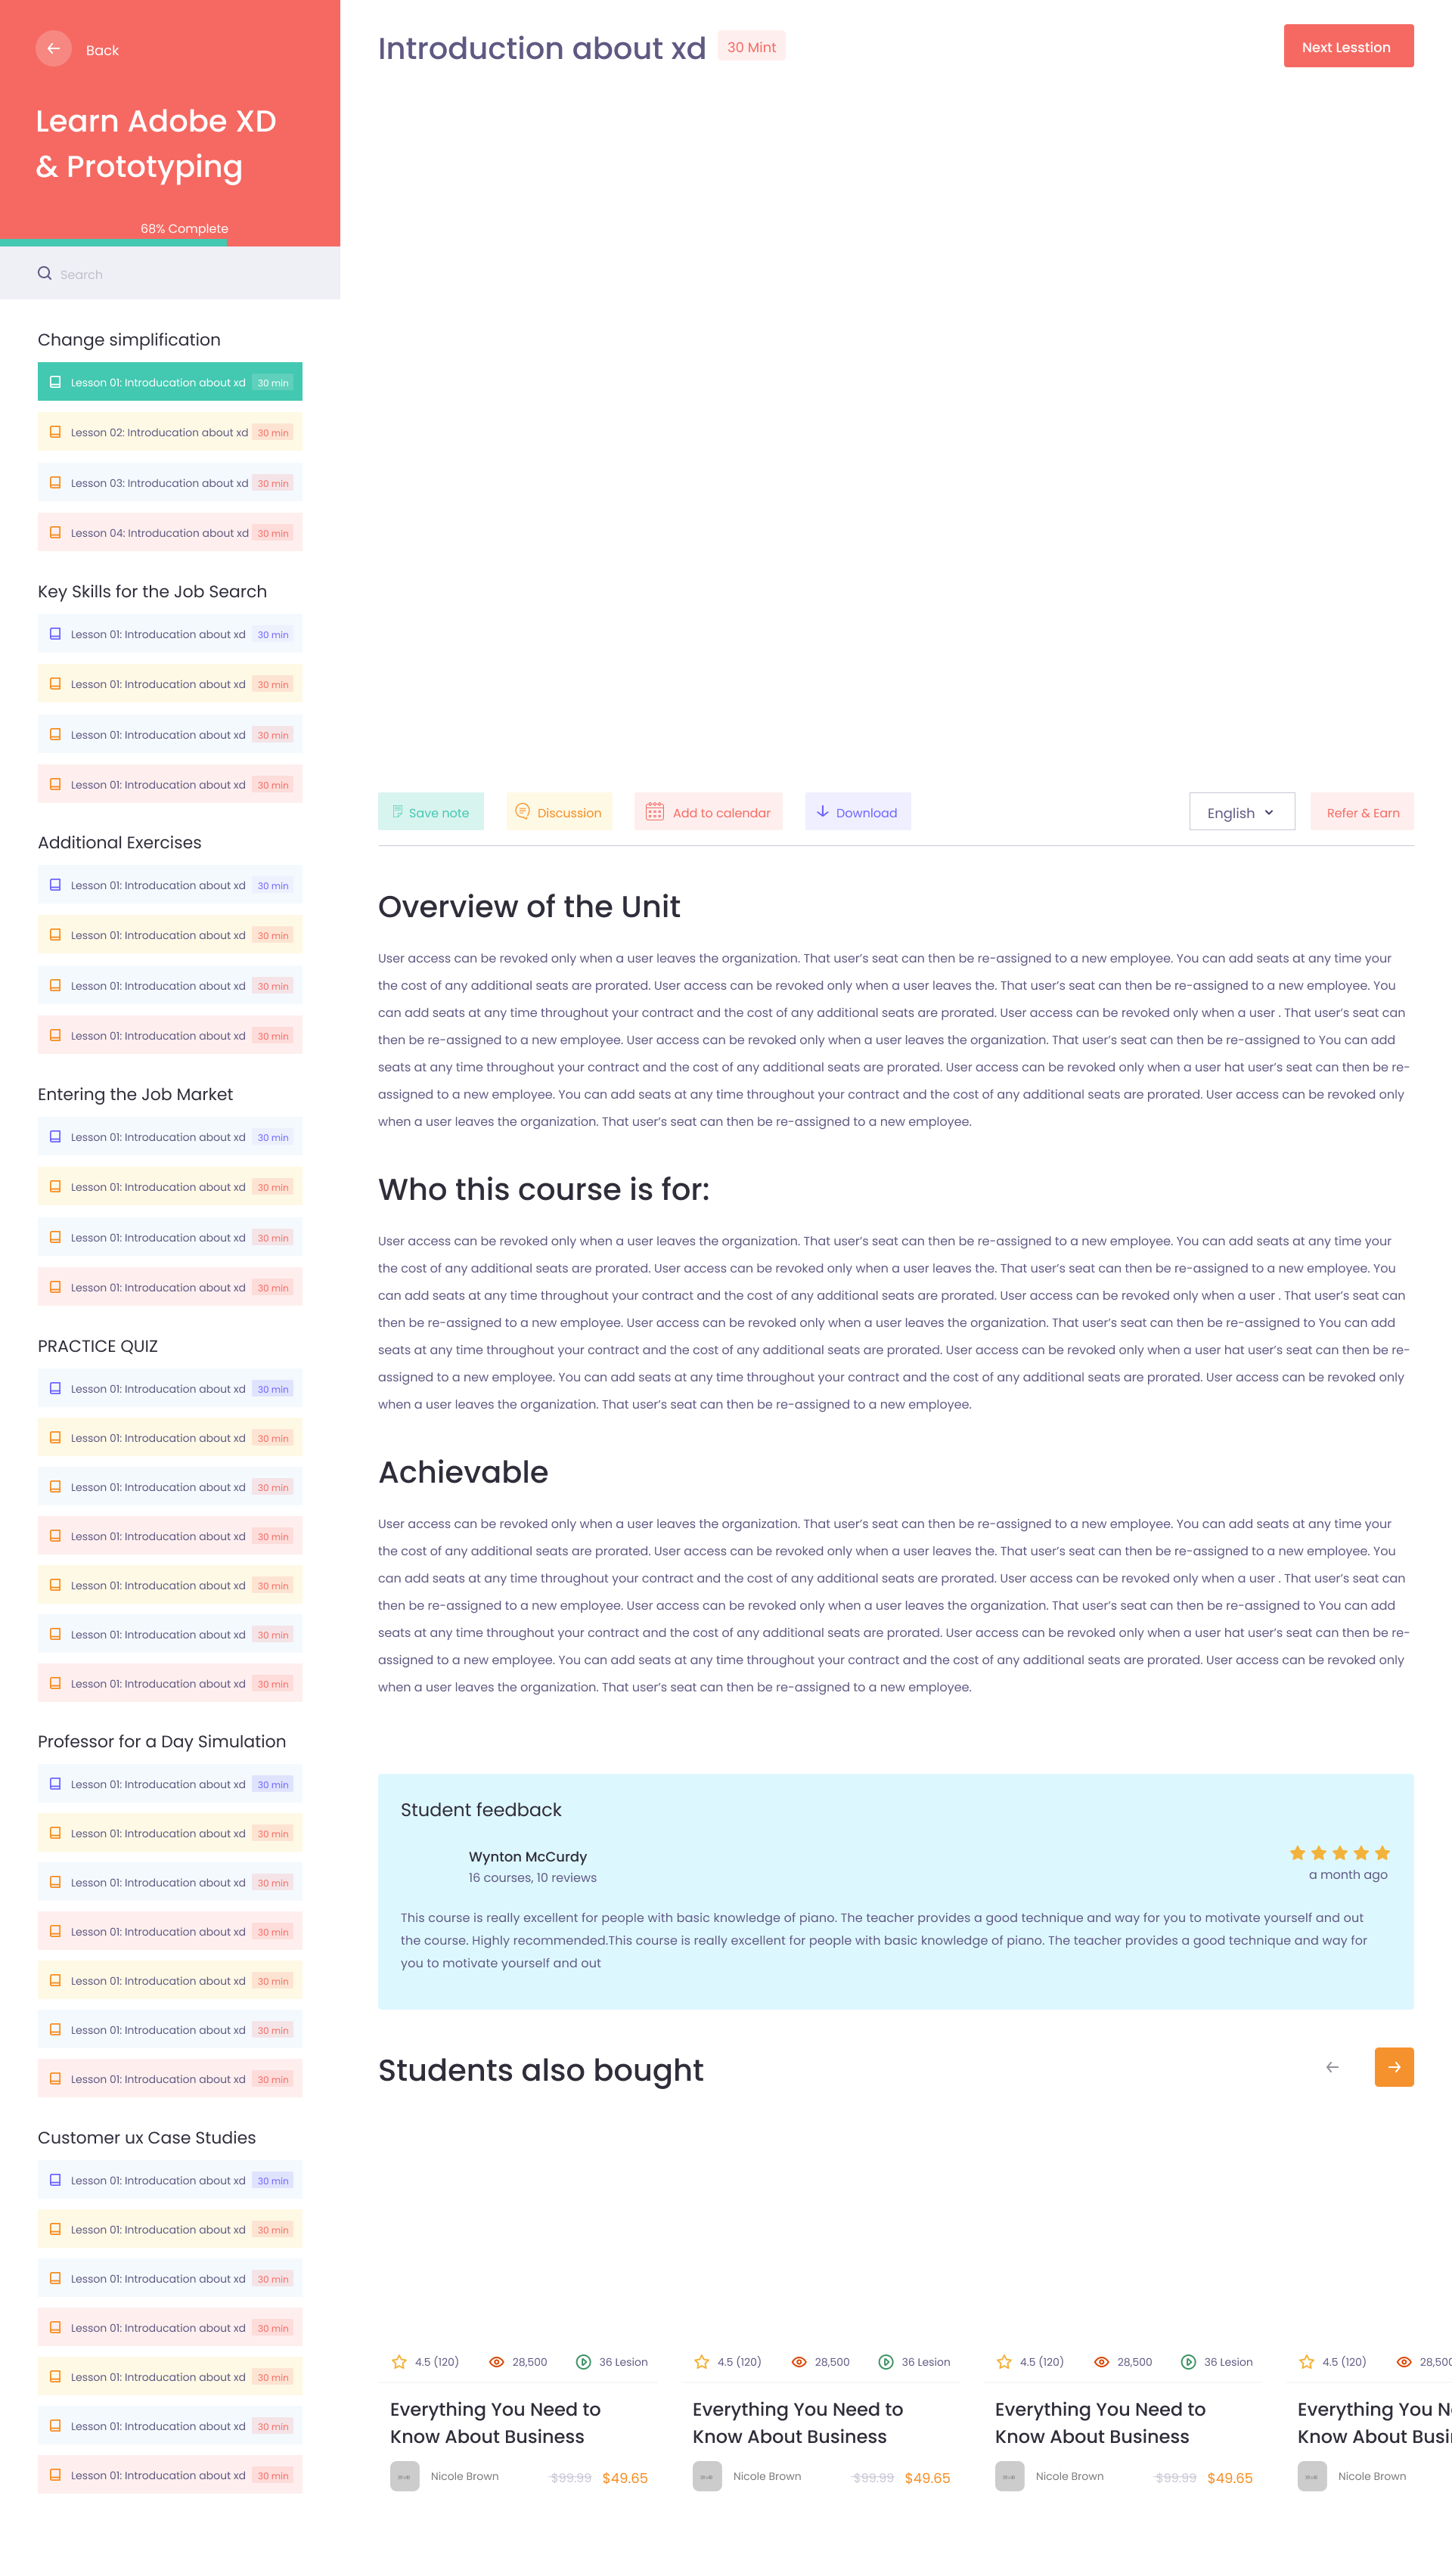 Back
Learn Adobe XD
& Prototyping
68% Complete
Search
Change simplification
Lesson 01: Introducation about xd 30 min
Lesson 02: Introducation about xd 30 min
Lesson 03: Introducation about xd 30 min
Lesson 04: Introducation about xd 30 min
Key Skills for the Job Search
Lesson 01: Introducation about xd 30 min
Lesson 01: Introducation about xd 30 min
Lesson 01: Introducation about xd 30 min
Lesson 01: Introducation about xd 30 min
Additional Exercises
Lesson 01: Introducation about xd 30 min
Lesson 01: Introducation about xd 30 min
Lesson 01: Introducation about xd 30 min
Lesson 01: Introducation about xd 30 min
Entering the Job Market
Lesson 01: Introducation about xd 30 min
Lesson 01: Introducation about xd 30 min
Lesson 01: Introducation about xd 30 min
Lesson 01: Introducation about xd 30 min
PRACTICE QUIZ
Lesson 01: Introducation about xd 30 min
Lesson 01: Introducation about xd 30 min
Lesson 01: Introducation about xd 30 min
Lesson 01: Introducation about xd 30 min
Lesson 01: Introducation about xd 30 min
Lesson 01: Introducation about xd 30 min
Lesson 01: Introducation about xd 30 min
Professor for a Day Simulation
Lesson 01: Introducation about xd 30 min
Lesson 01: Introducation about xd 30 min
Lesson 01: Introducation about xd 30 min
Lesson 01: Introducation about xd 30 min
Lesson 01: Introducation about xd 30 min
Lesson 01: Introducation about xd 30 min
Lesson 01: Introducation about xd 30 min
Customer ux Case Studies
Lesson 01: Introducation about xd 30 min
Lesson 01: Introducation about xd 30 min
Lesson 01: Introducation about xd 30 min
Lesson 01: Introducation about xd 30 min
Lesson 01: Introducation about xd 30 min
Lesson 01: Introducation about xd 30 min
Lesson 01: Introducation about xd 30 min
Introduction about xd 30 Mint Next Lesstion
Save note Discussion Add to calendar Download English Refer & Earn
Overview of the Unit
User access can be revoked only when a user leaves the organization. That user’s seat can then be re-assigned to a new employee. You can add seats at any time your
the cost of any additional seats are prorated. User access can be revoked only when a user leaves the. That user’s seat can then be re-assigned to a new employee. You
can add seats at any time throughout your contract and the cost of any additional seats are prorated. User access can be revoked only when a user . That user’s seat can
then be re-assigned to a new employee. User access can be revoked only when a user leaves the organization. That user’s seat can then be re-assigned to You can add
seats at any time throughout your contract and the cost of any additional seats are prorated. User access can be revoked only when a user hat user’s seat can then be re-
assigned to a new employee. You can add seats at any time throughout your contract and the cost of any additional seats are prorated. User access can be revoked only
when a user leaves the organization. That user’s seat can then be re-assigned to a new employee.
Who this course is for:
User access can be revoked only when a user leaves the organization. That user’s seat can then be re-assigned to a new employee. You can add seats at any time your
the cost of any additional seats are prorated. User access can be revoked only when a user leaves the. That user’s seat can then be re-assigned to a new employee. You
can add seats at any time throughout your contract and the cost of any additional seats are prorated. User access can be revoked only when a user . That user’s seat can
then be re-assigned to a new employee. User access can be revoked only when a user leaves the organization. That user’s seat can then be re-assigned to You can add
seats at any time throughout your contract and the cost of any additional seats are prorated. User access can be revoked only when a user hat user’s seat can then be re-
assigned to a new employee. You can add seats at any time throughout your contract and the cost of any additional seats are prorated. User access can be revoked only
when a user leaves the organization. That user’s seat can then be re-assigned to a new employee.
Achievable
User access can be revoked only when a user leaves the organization. That user’s seat can then be re-assigned to a new employee. You can add seats at any time your
the cost of any additional seats are prorated. User access can be revoked only when a user leaves the. That user’s seat can then be re-assigned to a new employee. You
can add seats at any time throughout your contract and the cost of any additional seats are prorated. User access can be revoked only when a user . That user’s seat can
then be re-assigned to a new employee. User access can be revoked only when a user leaves the organization. That user’s seat can then be re-assigned to You can add
seats at any time throughout your contract and the cost of any additional seats are prorated. User access can be revoked only when a user hat user’s seat can then be re-
assigned to a new employee. You can add seats at any time throughout your contract and the cost of any additional seats are prorated. User access can be revoked only
when a user leaves the organization. That user’s seat can then be re-assigned to a new employee.
Student feedback
Wynton McCurdy
16 courses, 10 reviews
a month ago
This course is really excellent for people with basic knowledge of piano. The teacher provides a good technique and way for you to motivate yourself and out
the course. Highly recommended.This course is really excellent for people with basic knowledge of piano. The teacher provides a good technique and way for
you to motivate yourself and out
Students also bought
4.5 (120) 28,500 36 Lesion
Everything You Need to
Know About Business
Nicole Brown $99.99 $49.65
4.5 (120) 28,500 36 Lesion
Everything You Need to
Know About Business
Nicole Brown $99.99 $49.65
4.5 (120) 28,500 36 Lesion
Everything You Need to
Know About Business
Nicole Brown $99.99 $49.65
4.5 (120) 28,500
Everything You N
Know About Busi
Nicole Brown